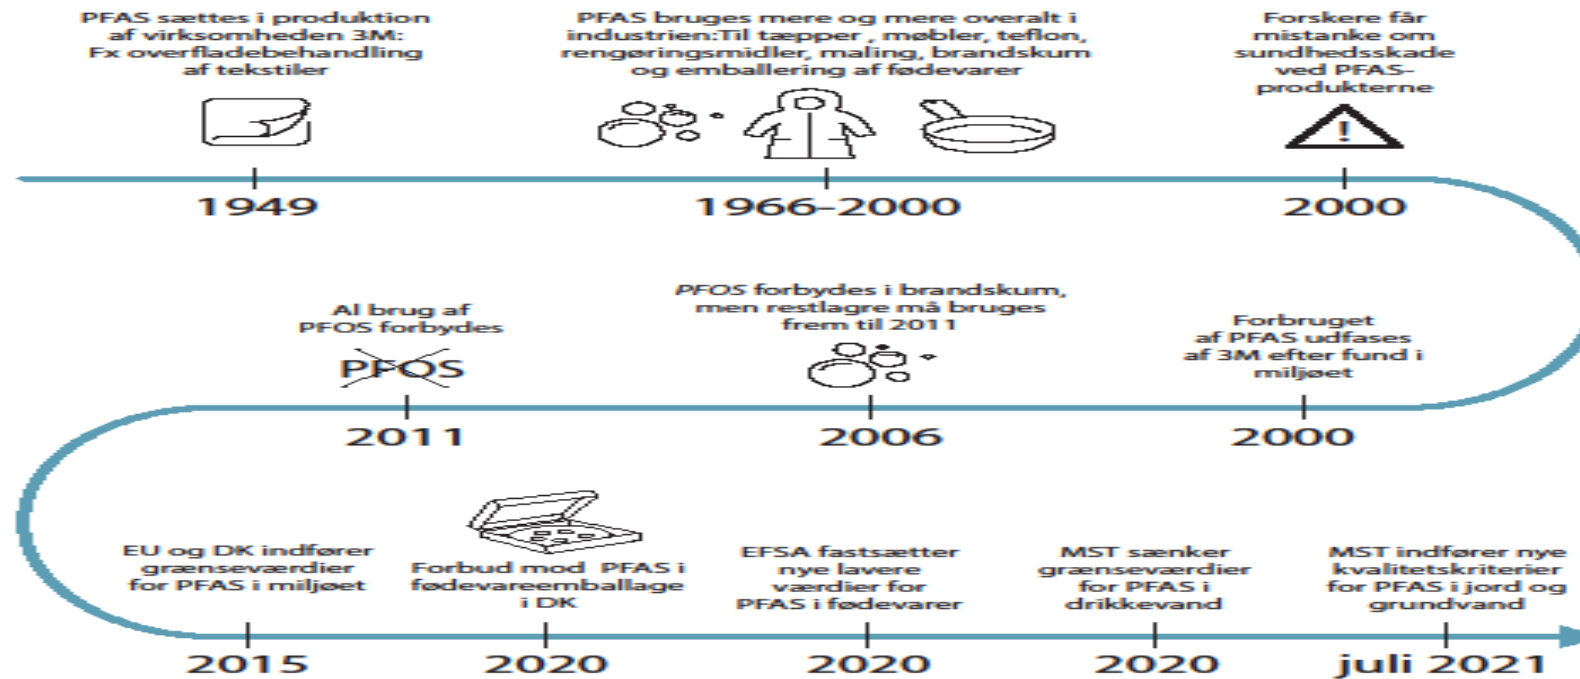 PFAS sættes i produktion
af virksomheden 3M:
Fx overfladebehandling
af tekstiler
1949
PFAS bruges mere og mere overalt i
industrien:Til tæpper , møbler, teflon,
rengøringsmidler, maling, brandskum
og emballering af fødevarer
1966-2000
Forskere får
mistanke om
sundhedsskade
ved PFAS-
produkterne
!
2000
Forbruget
af PFAS udfases
af 3M efter fund i
miljøet
2000
PFOS forbydes i brandskum,
men restlagre må bruges
frem til 2011
2006
Al brug af
PFOS forbydes
PFOS
2011
EU og DK indfører
grænseværdier
for PFAS i miljøet
2015
Forbud mod PFAS i
fødevareemballage
i DK
2020
EFSA fastsætter
nye lavere
værdier for
PFAS i fødevarer
2020
MST sænker
grænseværdier
for PFAS i
drikkevand
2020
MST indfører nye
kvalitetskriterier
for PFAS i jord og
grundvand
juli 2021